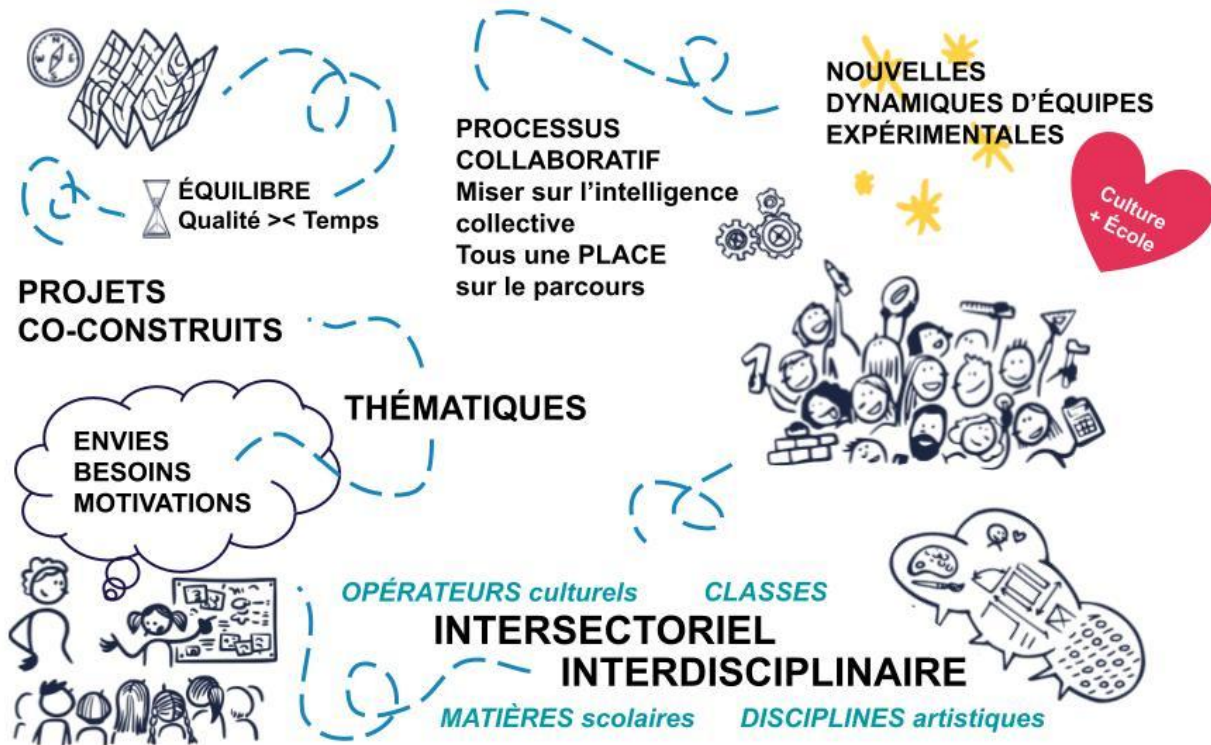 ÉQUILIBRE
Qualité >< Temps
PROJETS
CO-CONSTRUITS
ENVIES
BESOINS
MOTIVATIONS
THÉMATIQUES
PROCESSUS
COLLABORATIF
Miser sur l’intelligence
collective
Tous une PLACE
sur le parcours
NOUVELLES
DYNAMIQUES D’ÉQUIPES
EXPÉRIMENTALES
Culture
+ École
OPÉRATEURS culturels
CLASSES
INTERSECTORIEL
INTERDISCIPLINAIRE
MATIÈRES scolaires
DISCIPLINES artistiques